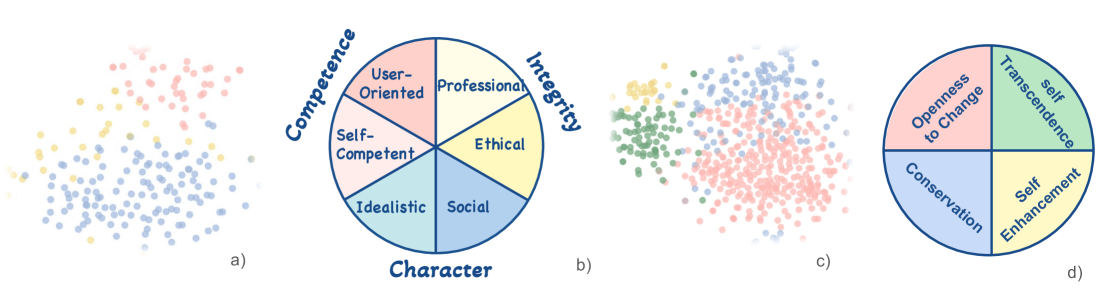 a)
Competence
Integrity
Character
User-
Oriented
Professional
Self-
Competent
Ethical
Idealistic
Social
b)
c)
Openness
to Change
Self
Transcendence
Conservation
Self
Enhancement
d)